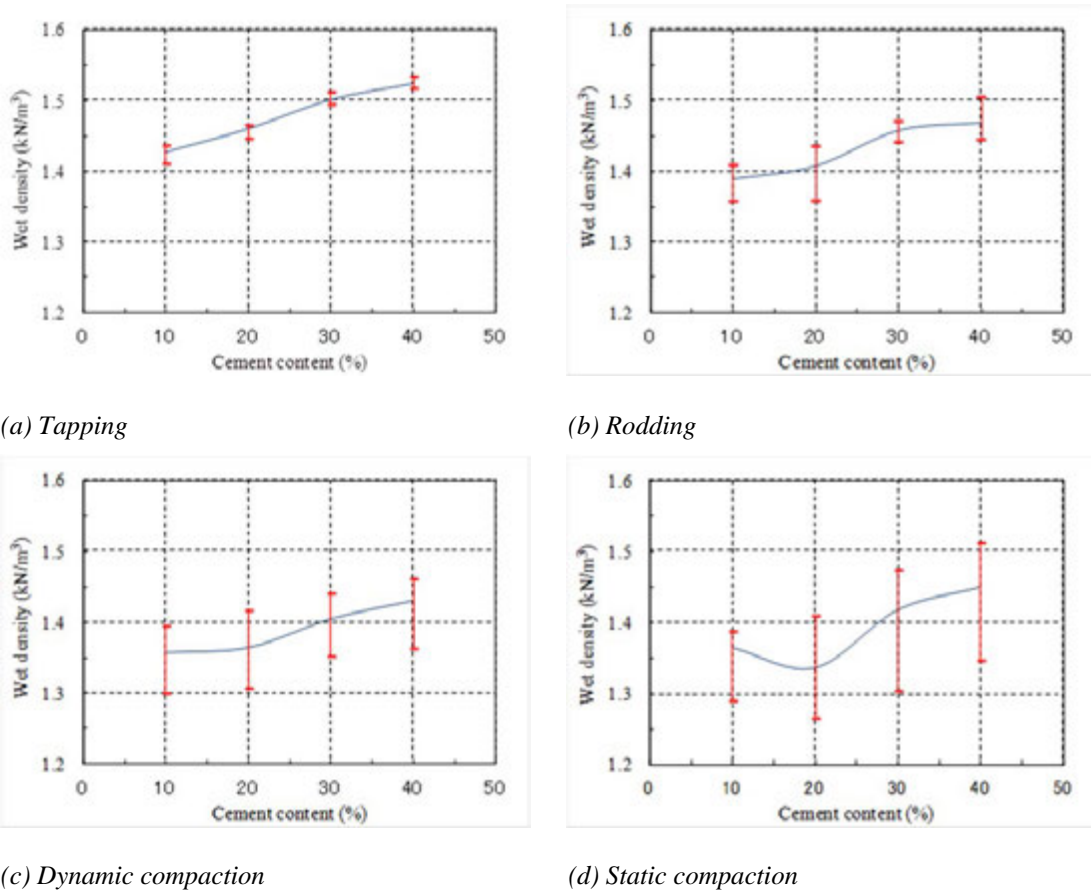 1.6
1.5
1.4
1.3
1.2
Wet density (kN/m³)
0 10 20 30 40 50
Cement content (%)
(a) Tapping
1.6
1.5
1.4
1.3
1.2
Wet density (kN/m³)
0 10 20 30 40 50
Cement content (%)
(b) Rodding
1.6
1.5
1.4
1.3
1.2
Wet density (kN/m³)
0 10 20 30 40 50
Cement content (%)
(c) Dynamic compaction
1.6
1.5
1.4
1.3
1.2
Wet density (kN/m³)
0 10 20 30 40 50
Cement content (%)
(d) Static compaction